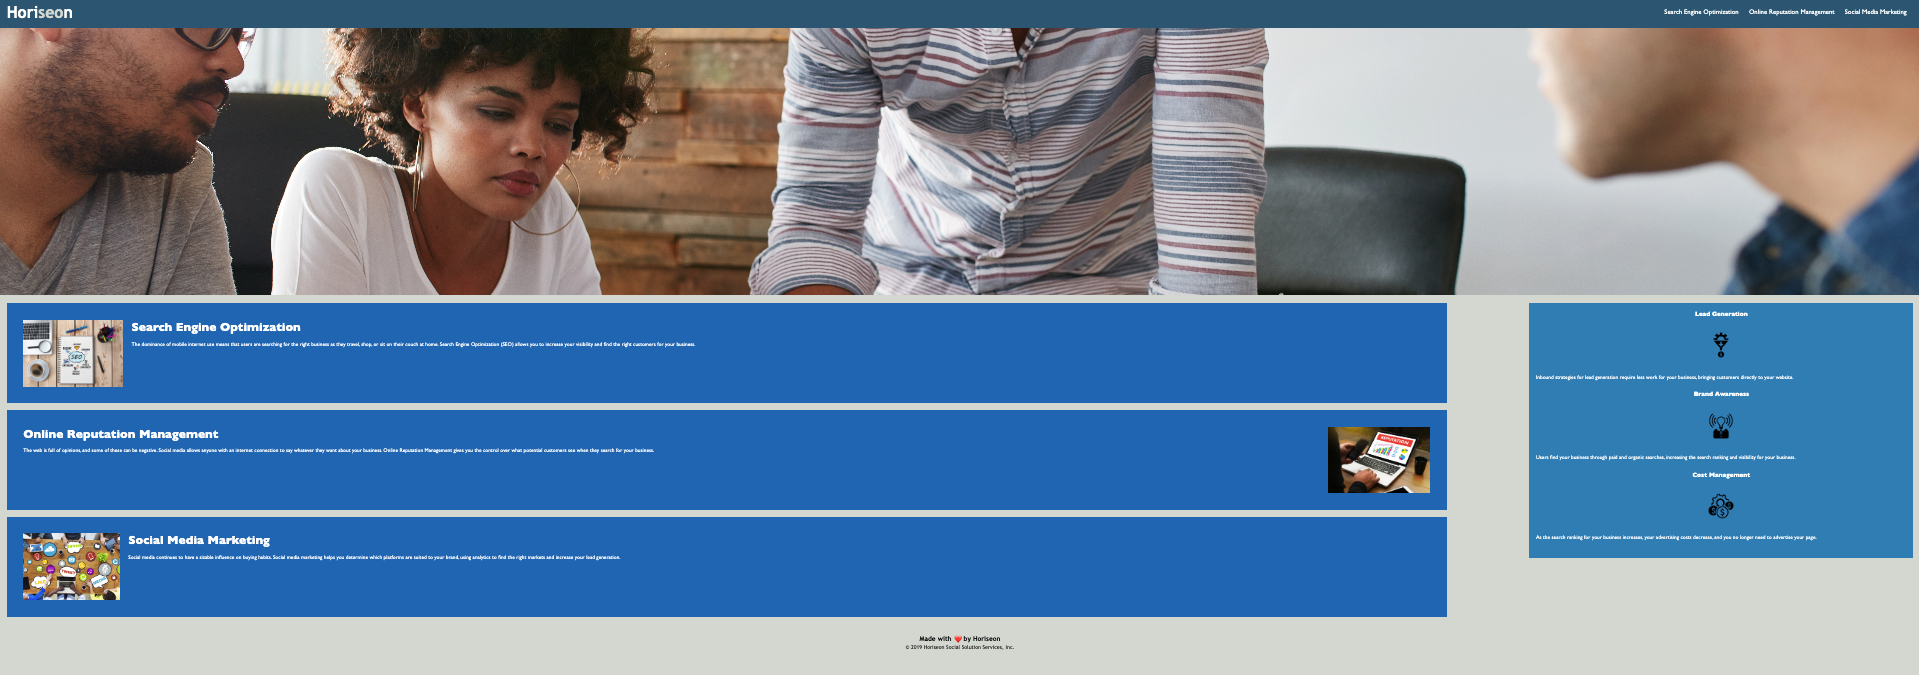 Horiseon
Search Engine Optimization Online Reputation Management Social Media Marketing
Search Engine Optimization
The dominance of mobile internet use means that users are searching for the right business as they travel, shop, or sit on their couch at home. Search Engine Optimization (SEO) allows you to increase your visibility and find the right customers for your business.
Online Reputation Management
The web is full of opinions, and some of these can be negative. Social media allows anyone with an internet connection to say whatever they want about your business. Online Reputation Management gives you the control over what potential customers see when they search for your business.
REPUTATION
Social Media Marketing
Social media continues to have a sizable influence on buying habits. Social media marketing helps you determine which platforms are suited to your brand, using analytics to find the right markets and increase your lead generation.
SEO
Lead Generation
Inbound strategies for lead generation require less work for your business, bringing customers directly to your website.
Brand Awareness
Users find your business through paid and organic searches, increasing the search ranking and visibility for your business.
Cost Management
As the search ranking for your business increases, your advertising costs decrease, and you no longer need to advertise your page.
Made with ❤️ by Horiseon
© 2019 Horiseon Social Solution Services, Inc.